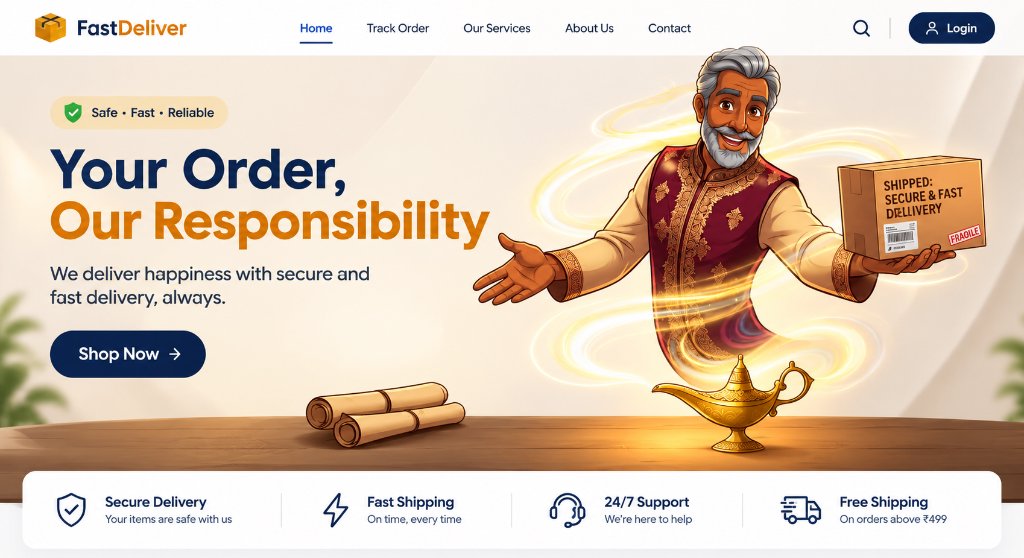 FastDeliver
Home
Track Order
Our Services
About Us
Contact
Login
Safe • Fast • Reliable
Your Order,
Our Responsibility
We deliver happiness with secure and
fast delivery, always.
Shop Now →
SHIPPED:
SECURE & FAST
DELLIVERY
FRAGILE
Secure Delivery
Your items are safe with us
Fast Shipping
On time, every time
24/7 Support
We're here to help
Free Shipping
On orders above ₹499